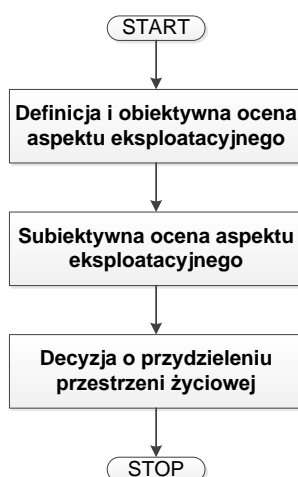 START
Definicja i obiektywna ocena
aspektu eksploatacyjnego
Subiektywna ocena aspektu
eksploatacyjnego
Decyzja o przydzieleniu
przestrzeni życiowej
STOP